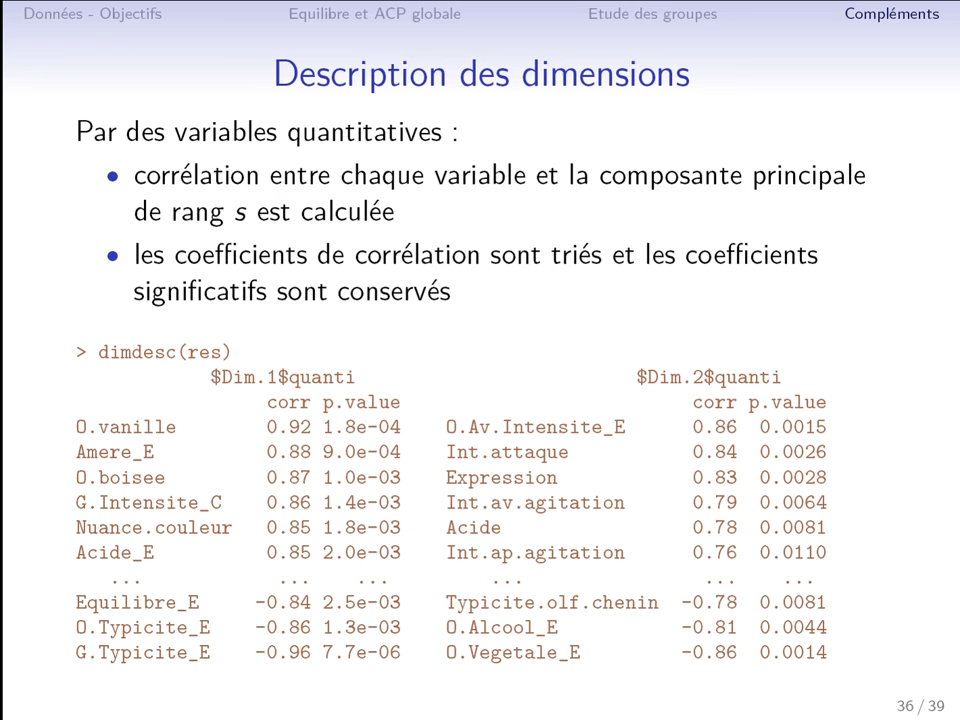 Données - Objectifs Equilibre et ACP globale Etude des groupes Compléments
Description des dimensions
Par des variables quantitatives :
• corrélation entre chaque variable et la composante principale
de rang s est calculée
• les coefficients de corrélation sont triés et les coefficients
significatifs sont conservés
> dimdesc(res)
$Dim.1$quanti $Dim.2$quanti
corr p.value corr p.value
O.vanille 0.92 1.8e-04 O.Av.Intensite_E 0.86 0.0015
Amere_E 0.88 9.0e-04 Int.attaque 0.84 0.0026
O.boisee 0.87 1.0e-03 Expression 0.83 0.0028
G.Intensite_C 0.86 1.4e-03 Int.av.agitation 0.79 0.0064
Nuance.couleur 0.85 1.8e-03 Acide 0.78 0.0081
Acide_E 0.85 2.0e-03 Int.ap.agitation 0.76 0.0110
... ... ... ... ... ...
Equilibre_E -0.84 2.5e-03 Typicite.olf.chenin -0.78 0.0081
O.Typicite_E -0.86 1.3e-03 O.Alcool_E -0.81 0.0044
G.Typicite_E -0.96 7.7e-06 O.Vegetale_E -0.86 0.0014
36 / 39